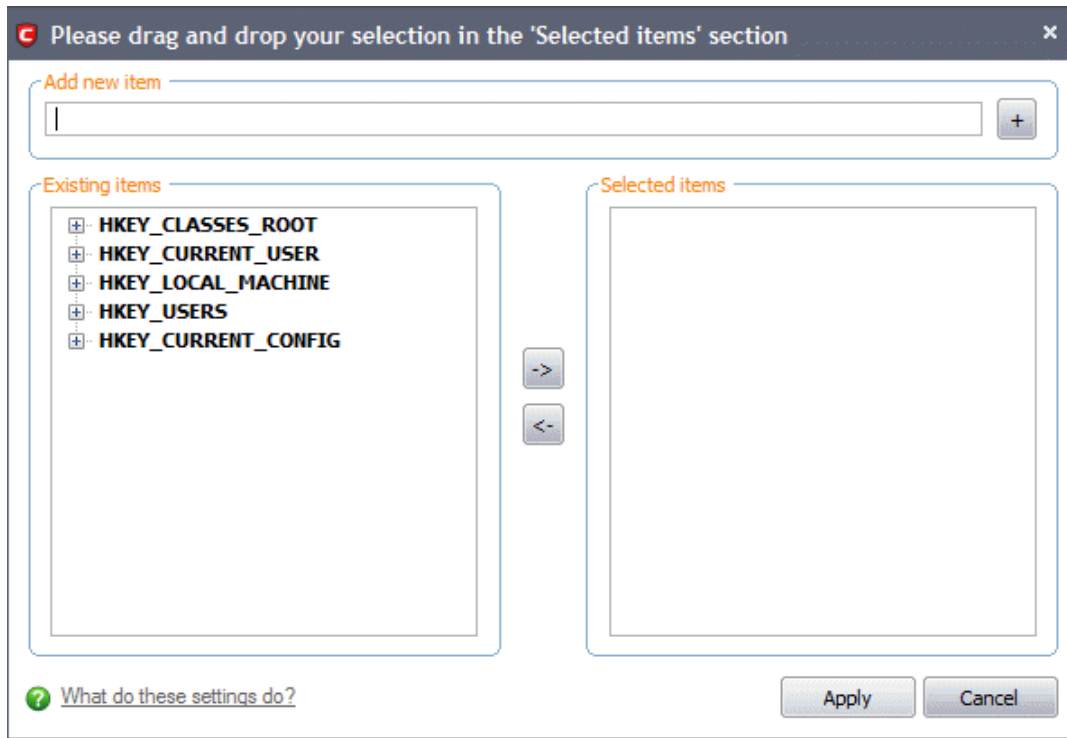 Please drag and drop your selection in the 'Selected items' section
Add new item
+
Existing items
HKEY_CLASSES_ROOT
HKEY_CURRENT_USER
HKEY_LOCAL_MACHINE
HKEY_USERS
HKEY_CURRENT_CONFIG
->
<-
Selected items
What do these settings do?
Apply
Cancel